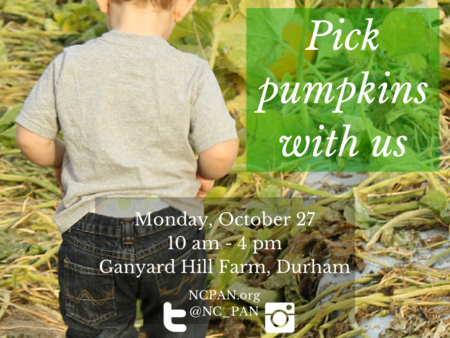 Pick
pumpkins
with us
Monday, October 27
10 am - 4 pm
Ganyard Hill Farm, Durham
NCPAN.org
@NC_PAN